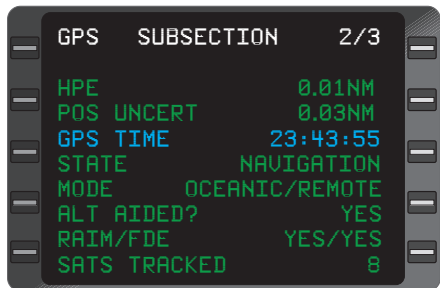 GPS SUBSECTION 2/3
HPE 0.01NM
POS UNCERT 0.03NM
GPS TIME 23:43:55
STATE NAVIGATION
MODE OCEANIC/REMOTE
ALT AIDED? YES
RAIM/FDE YES/YES
SATS TRACKED 8